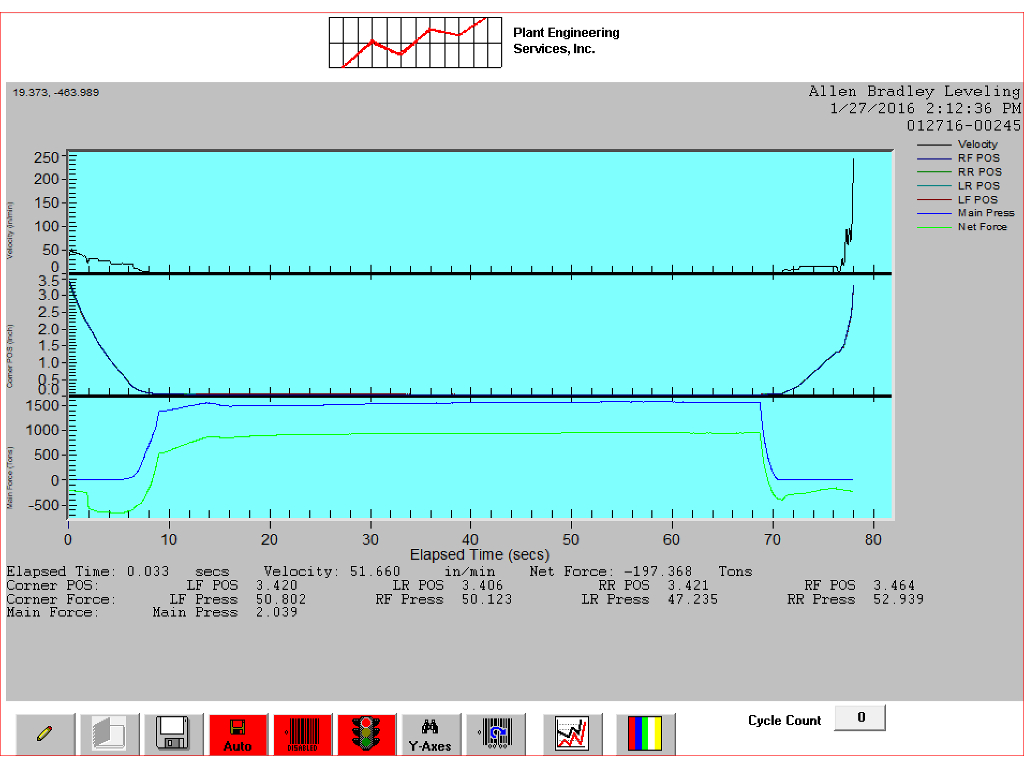 Plant Engineering
Services, Inc.
19.373, -463.989
Allen Bradley Leveling
1/27/2016 2:12:36 PM
012716-00245
Velocity
RF POS
RR POS
LR POS
LF POS
Main Press
Net Force
Velocity (in/min)
250
200
150
100
50
0
Corner POS (inch)
3.5
3.0
2.5
2.0
1.5
1.0
0.5
0.0
Main Force (Tons)
1500
1000
500
0
-500
0 10 20 30 40 50 60 70 80
Elapsed Time (secs)
Elapsed Time: 0.033 secs Velocity: 51.660 in/min Net Force: -197.368 Tons
Corner POS: LF POS 3.420 LR POS 3.406 RR POS 3.421 RF POS 3.464
Corner Force: LF Press 50.802 RF Press 50.123 LR Press 47.235 RR Press 52.939
Main Force: Main Press 2.039
Auto
DISABLED
Y-Axes
Cycle Count 0